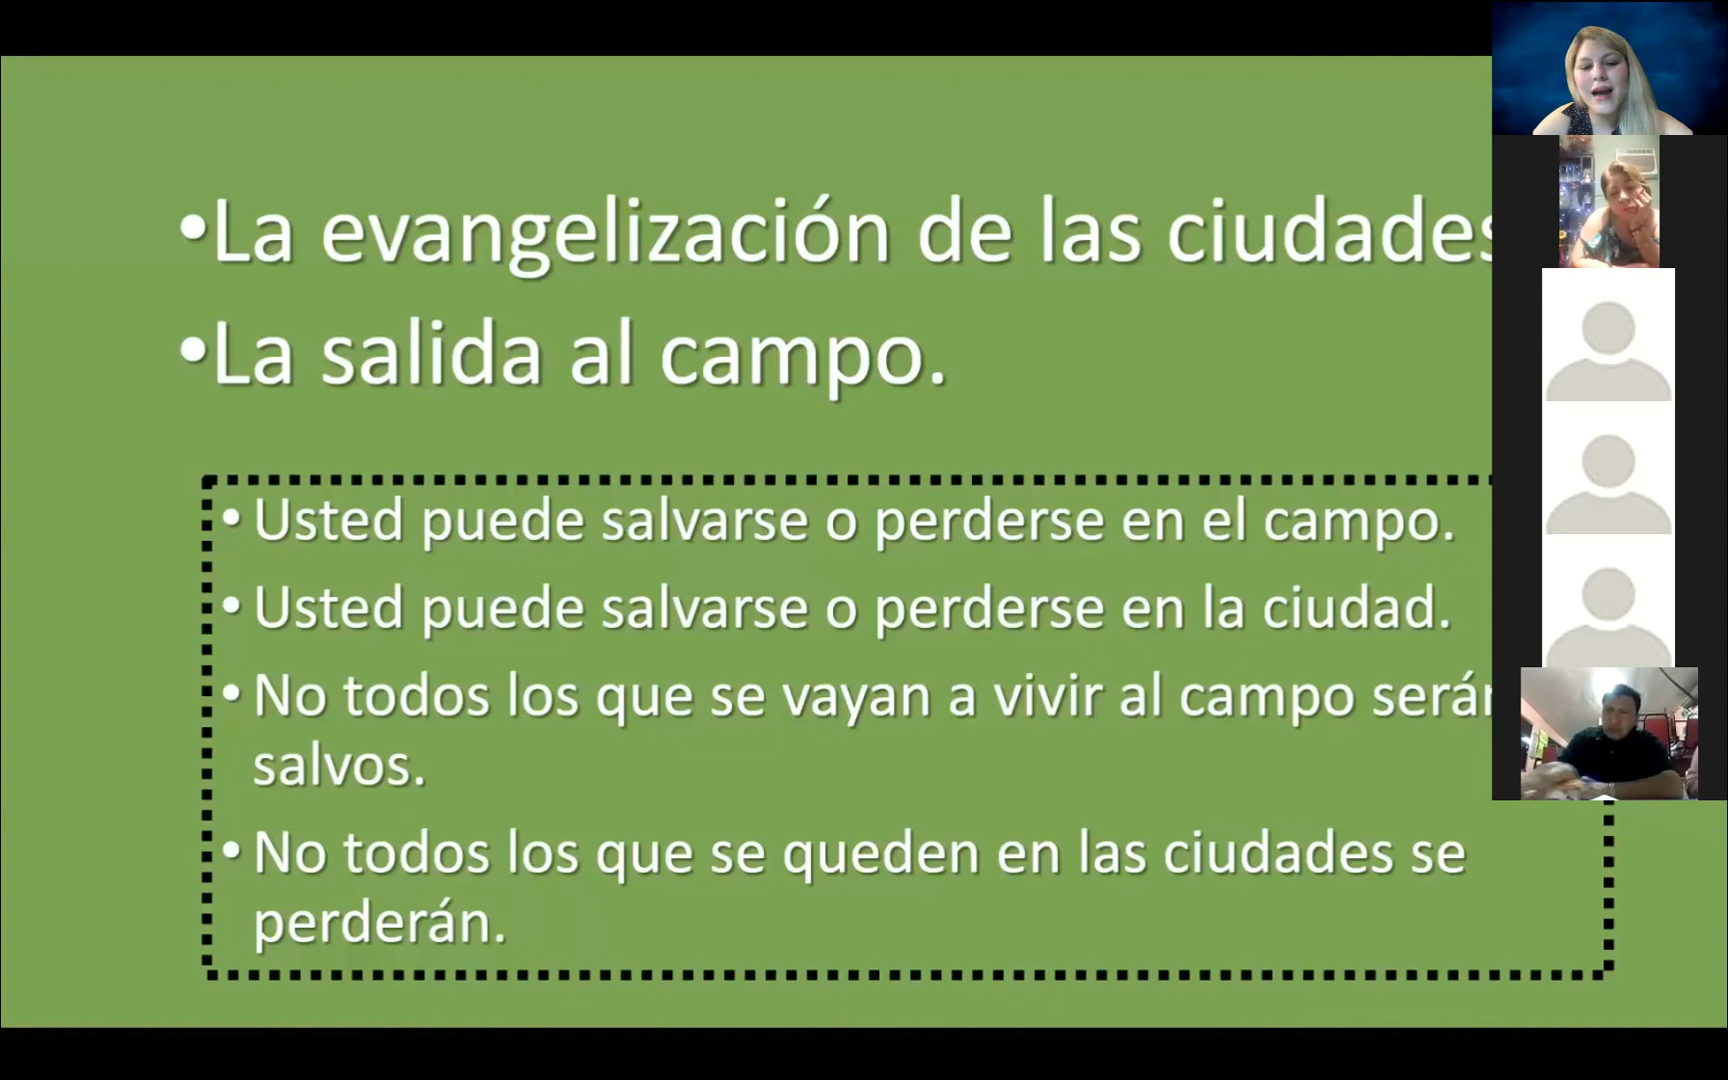 •La evangelización de las ciudades
•La salida al campo.
• Usted puede salvarse o perderse en el campo.
• Usted puede salvarse o perderse en la ciudad.
• No todos los que se vayan a vivir al campo serán
salvos.
• No todos los que se queden en las ciudades se
perderán.